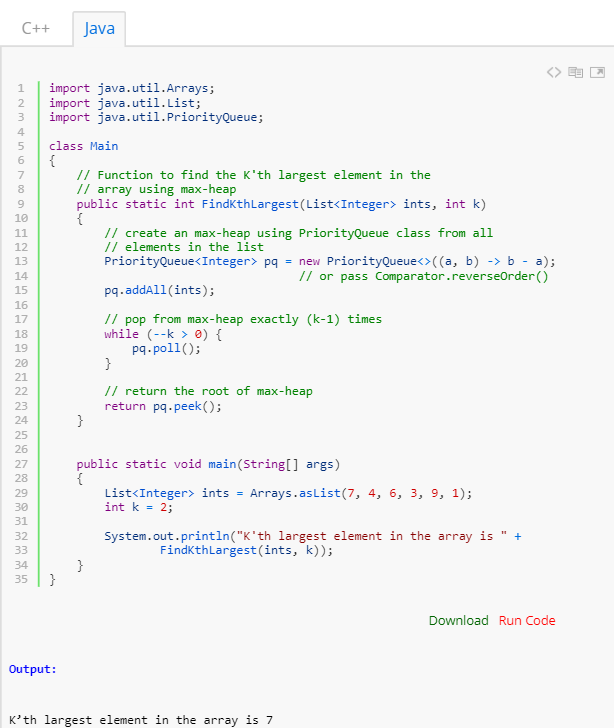 C++ Java
1 import java.util.Arrays;
2 import java.util.List;
3 import java.util.PriorityQueue;
4
5 class Main
6 {
7     // Function to find the K'th largest element in the
8     // array using max-heap
9     public static int FindKthLargest(List<Integer> ints, int k)
10     {
11         // create an max-heap using PriorityQueue class from all
12         // elements in the list
13         PriorityQueue<Integer> pq = new PriorityQueue<>((a, b) -> b - a);
14                                     // or pass Comparator.reverseOrder()
15         pq.addAll(ints);
16
17         // pop from max-heap exactly (k-1) times
18         while (--k > 0) {
19             pq.poll();
20         }
21
22         // return the root of max-heap
23         return pq.peek();
24     }
25
26
27     public static void main(String[] args)
28     {
29         List<Integer> ints = Arrays.asList(7, 4, 6, 3, 9, 1);
30         int k = 2;
31
32         System.out.println("K'th largest element in the array is " +
33                 FindKthLargest(ints, k));
34     }
35 }
Download Run Code
Output:
K’th largest element in the array is 7